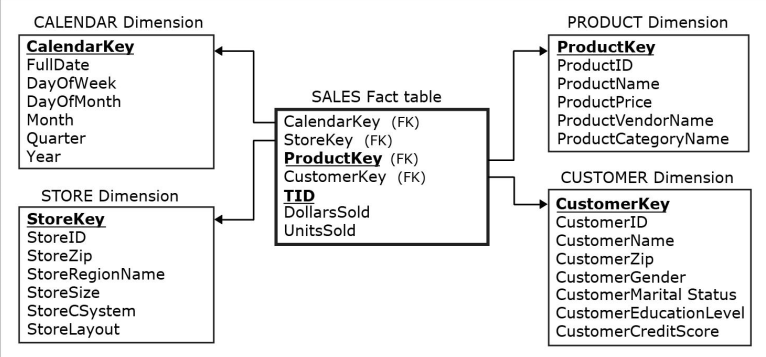 CALENDAR Dimension
CalendarKey
FullDate
DayOfWeek
DayOfMonth
Month
Quarter
Year
STORE Dimension
StoreKey
StoreID
StoreZip
StoreRegionName
StoreSize
StoreCSystem
StoreLayout
SALES Fact table
CalendarKey (FK)
StoreKey (FK)
ProductKey (FK)
CustomerKey (FK)
TID
DollarsSold
UnitsSold
PRODUCT Dimension
ProductKey
ProductID
ProductName
ProductPrice
ProductVendorName
ProductCategoryName
CUSTOMER Dimension
CustomerKey
CustomerID
CustomerName
CustomerZip
CustomerGender
CustomerMarital Status
CustomerEducationLevel
CustomerCreditScore